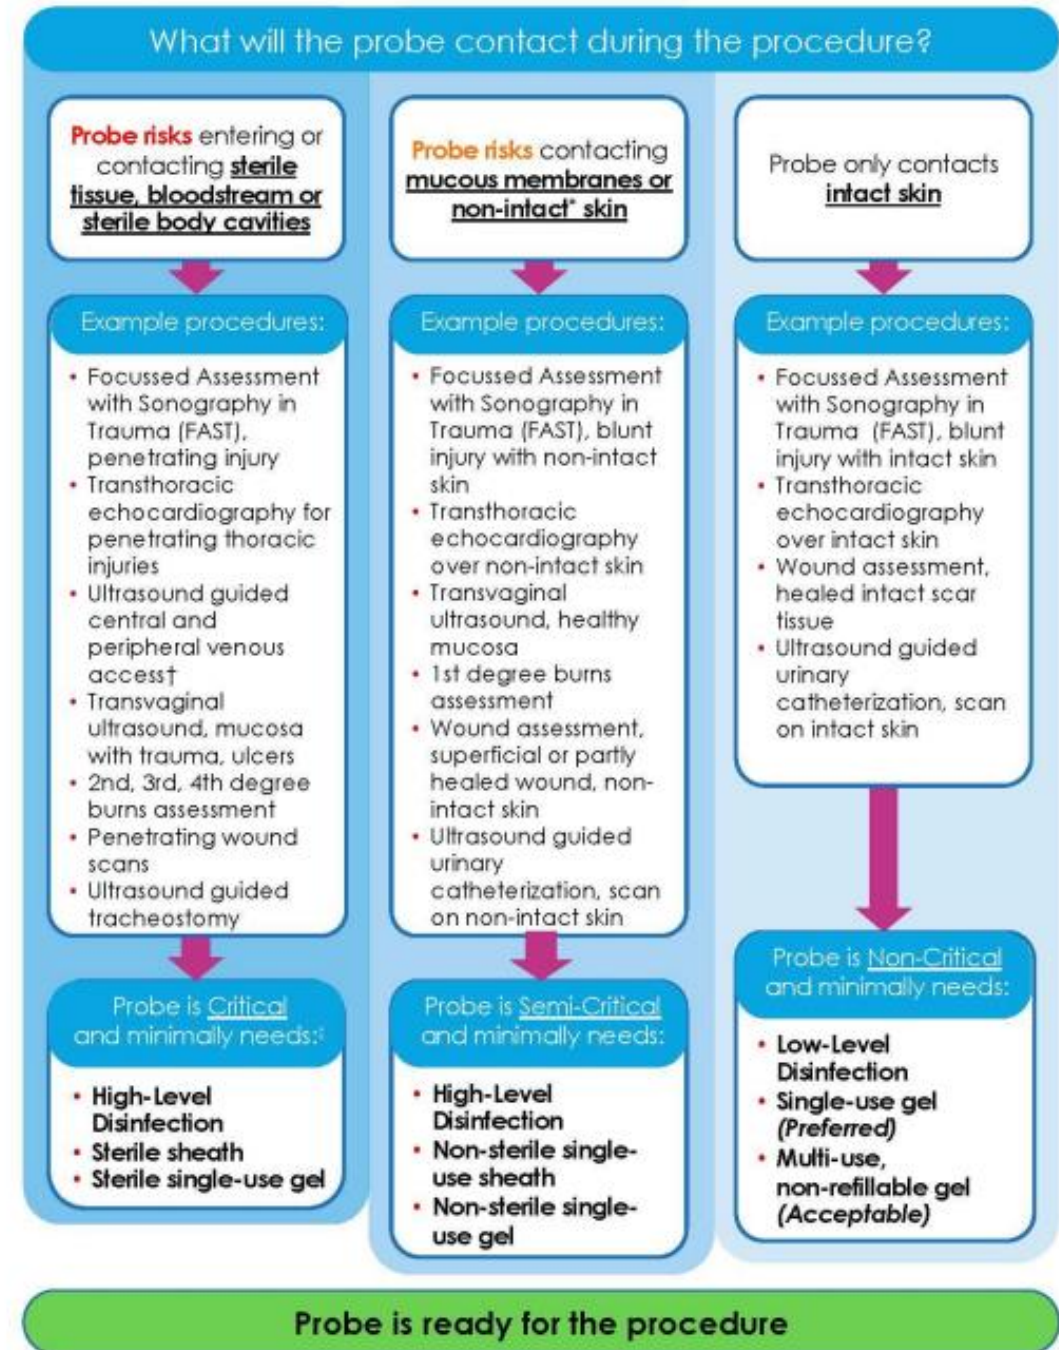 What will the probe contact during the procedure?
Probe risks entering or
contacting sterile
tissue, bloodstream or
sterile body cavities
Example procedures:
• Focussed Assessment
with Sonography in
Trauma (FAST),
penetrating injury
• Transthoracic
echocardiography for
penetrating thoracic
injuries
• Ultrasound guided
central and
peripheral venous
access†
• Transvaginal
ultrasound, mucosa
with trauma, ulcers
• 2nd, 3rd, 4th degree
burns assessment
• Penetrating wound
scans
• Ultrasound guided
tracheostomy
Probe is Critical
and minimally needs:
• High-Level
Disinfection
• Sterile sheath
• Sterile single-use gel
Probe risks contacting
mucous membranes or
non-intact* skin
Example procedures:
• Focussed Assessment
with Sonography in
Trauma (FAST), blunt
injury with non-intact
skin
• Transthoracic
echocardiography
over non-intact skin
• Transvaginal
ultrasound, healthy
mucosa
• 1st degree burns
assessment
• Wound assessment,
superficial or partly
healed wound, non-
intact skin
• Ultrasound guided
urinary
catheterization, scan
on non-intact skin
Probe is Semi-Critical
and minimally needs:
• High-Level
Disinfection
• Non-sterile single-
use sheath
• Non-sterile single-
use gel
Probe only contacts
intact skin
Example procedures:
• Focussed Assessment
with Sonography in
Trauma (FAST), blunt
injury with intact skin
• Transthoracic
echocardiography
over intact skin
• Wound assessment,
healed intact scar
tissue
• Ultrasound guided
urinary
catheterization, scan
on intact skin
Probe is Non-Critical
and minimally needs:
• Low-Level
Disinfection
• Single-use gel
(Preferred)
• Multi-use,
non-refillable gel
(Acceptable)
Probe is ready for the procedure